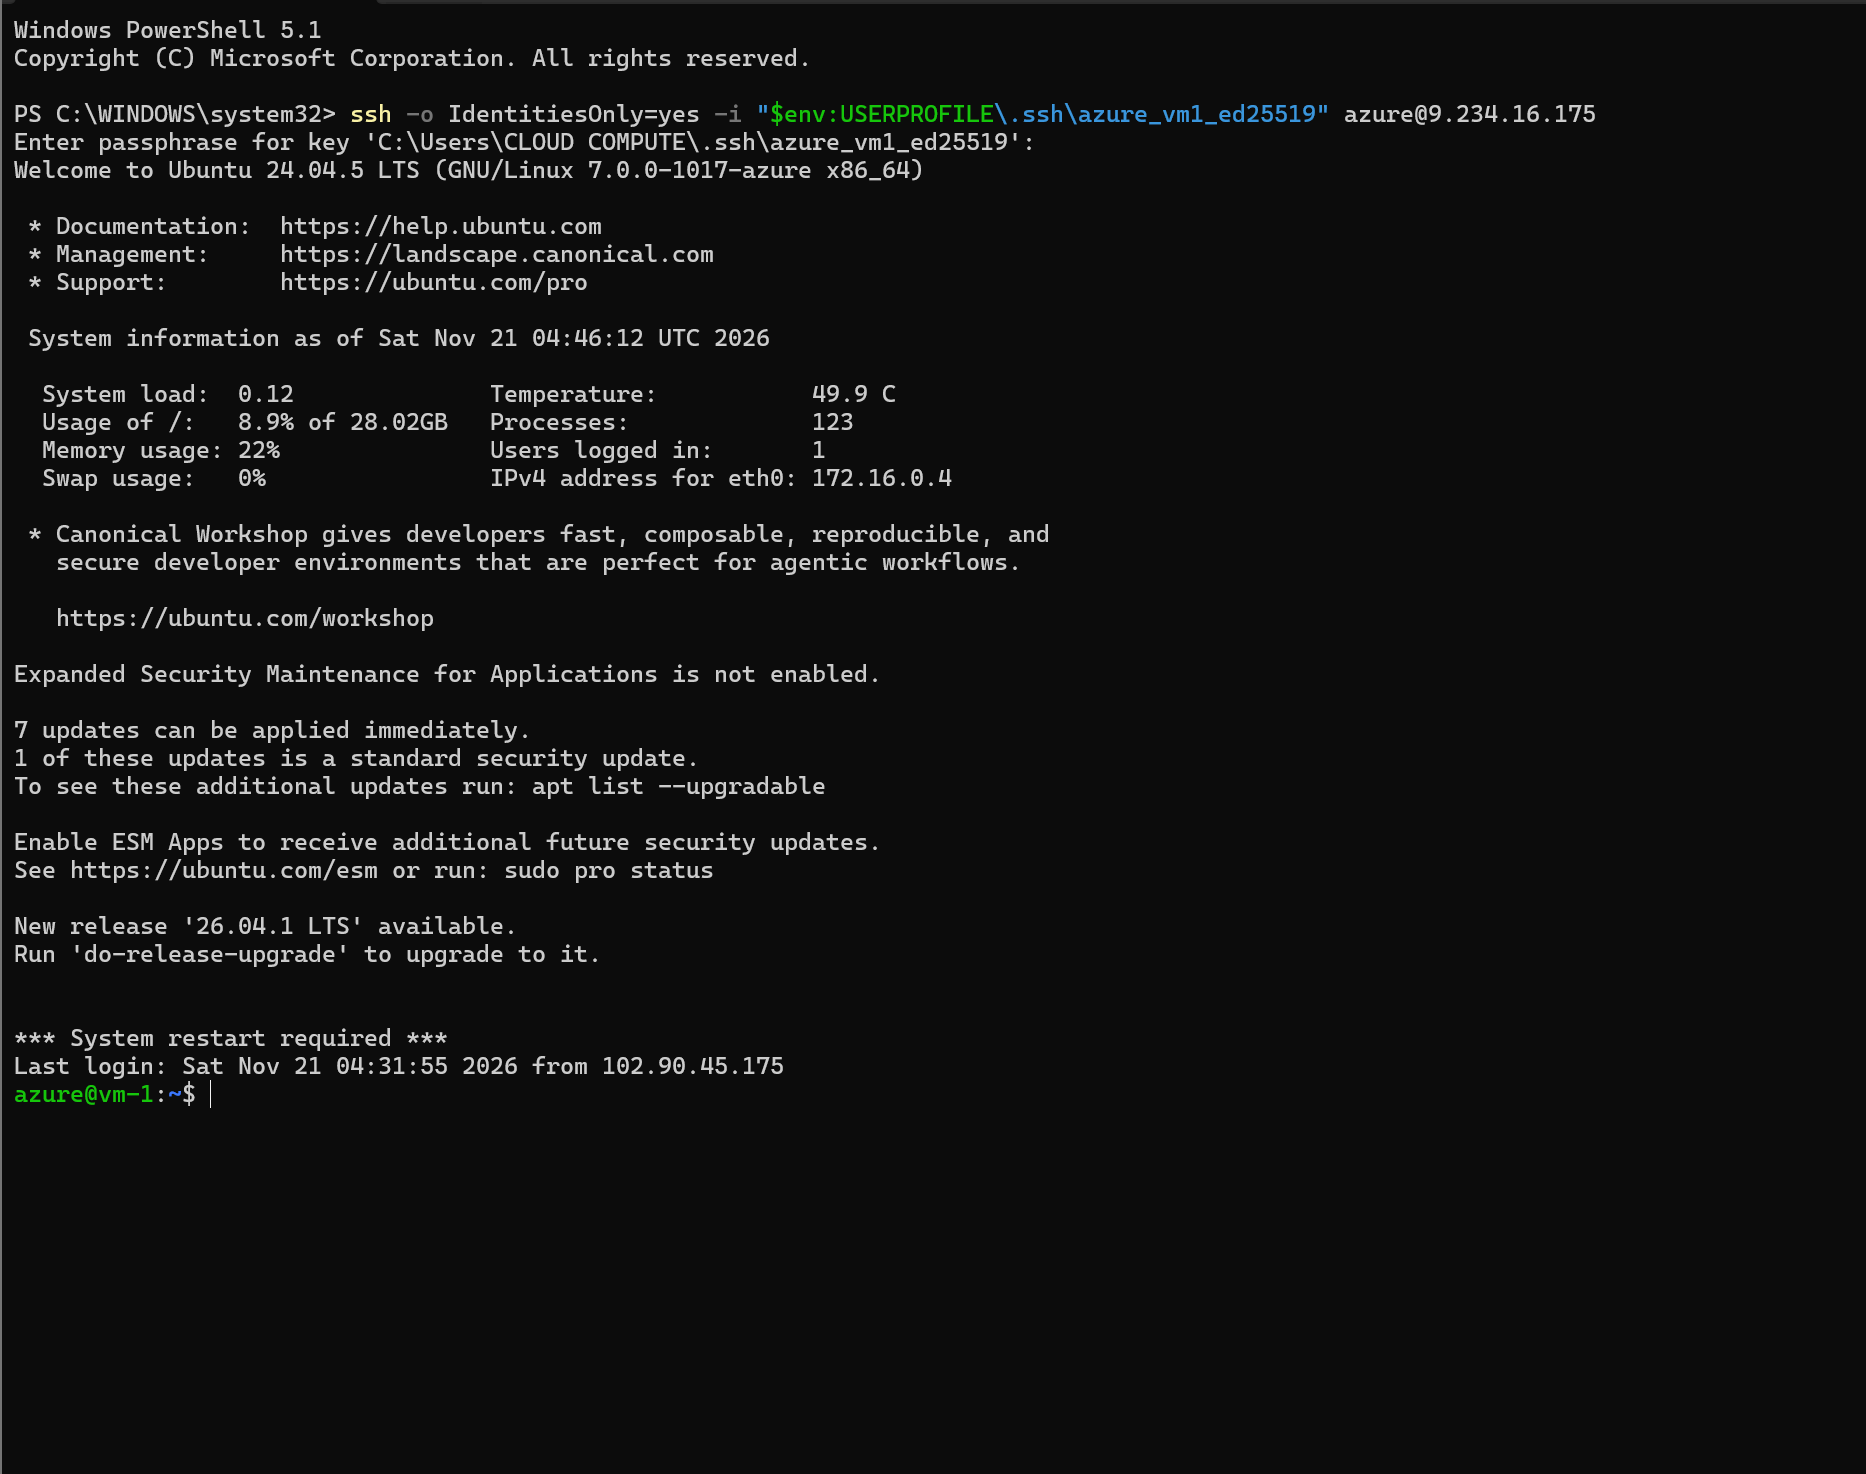 Windows PowerShell 5.1
Copyright (C) Microsoft Corporation. All rights reserved.
PS C:\WINDOWS\system32> ssh -o IdentitiesOnly=yes -i "$env:USERPROFILE\.ssh\azure_vm1_ed25519" azure@9.234.16.175
Enter passphrase for key 'C:\Users\CLOUD COMPUTE\.ssh\azure_vm1_ed25519':
Welcome to Ubuntu 24.04.5 LTS (GNU/Linux 7.0.0-1017-azure x86_64)
* Documentation:  https://help.ubuntu.com
* Management:     https://landscape.canonical.com
* Support:        https://ubuntu.com/pro
System information as of Sat Nov 21 04:46:12 UTC 2026
System load:  0.12              Temperature:           49.9 C
Usage of /:   8.9% of 28.02GB   Processes:             123
Memory usage: 22%               Users logged in:       1
Swap usage:   0%                IPv4 address for eth0: 172.16.0.4
* Canonical Workshop gives developers fast, composable, reproducible, and
secure developer environments that are perfect for agentic workflows.
https://ubuntu.com/workshop
Expanded Security Maintenance for Applications is not enabled.
7 updates can be applied immediately.
1 of these updates is a standard security update.
To see these additional updates run: apt list --upgradable
Enable ESM Apps to receive additional future security updates.
See https://ubuntu.com/esm or run: sudo pro status
New release '26.04.1 LTS' available.
Run 'do-release-upgrade' to upgrade to it.
*** System restart required ***
Last login: Sat Nov 21 04:31:55 2026 from 102.90.45.175
azure@vm-1:~$